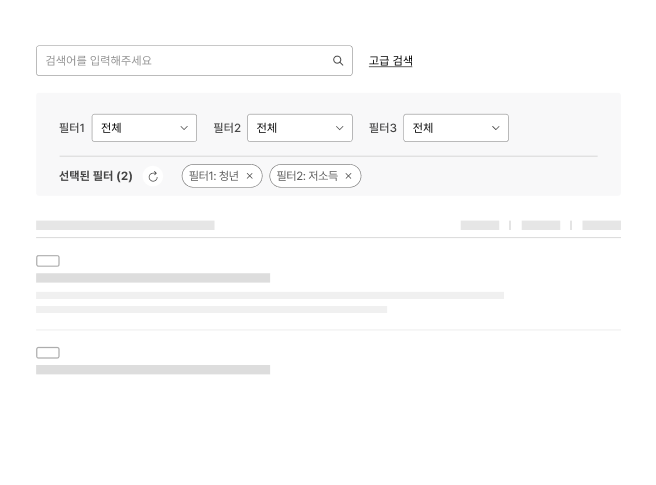 검색어를 입력해주세요 고급 검색
필터1 전체 필터2 전체 필터3 전체
선택된 필터 (2) 필터1: 청년 × 필터2: 저소득 ×